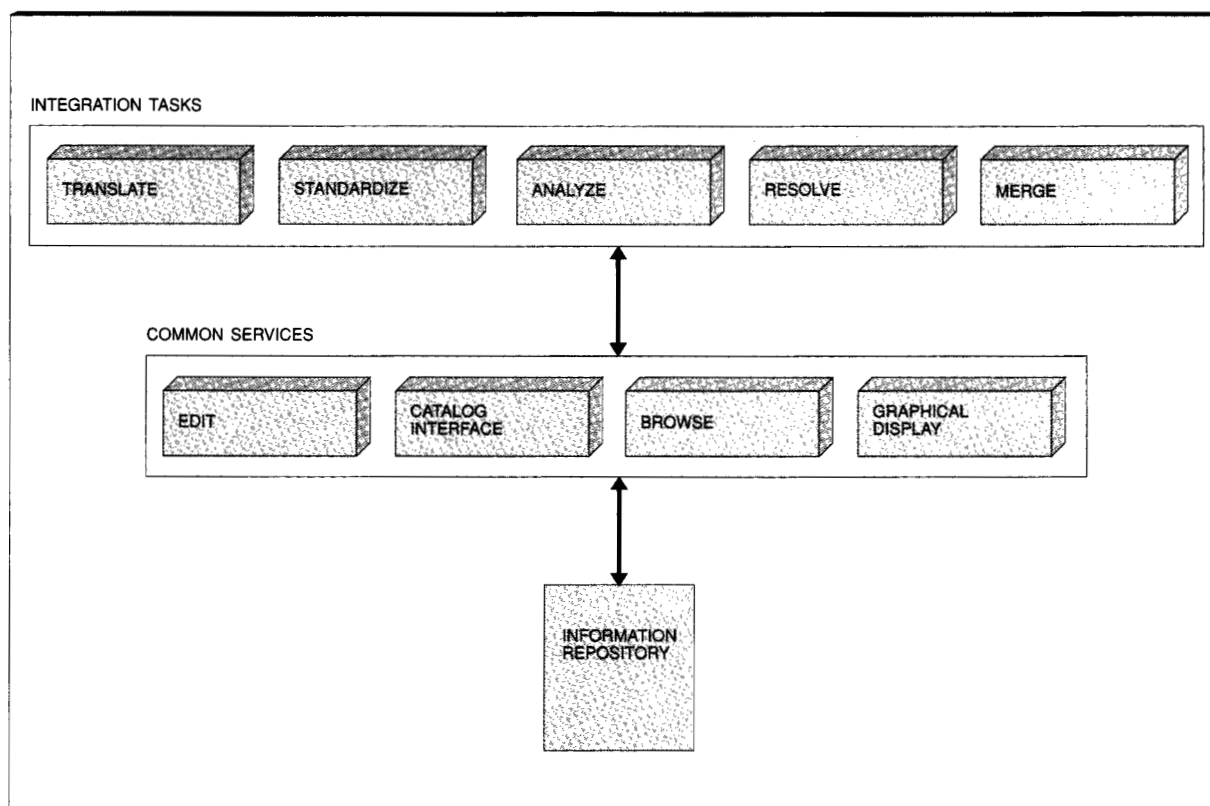 INTEGRATION TASKS
TRANSLATE
STANDARDIZE
ANALYZE
RESOLVE
MERGE
COMMON SERVICES
EDIT
CATALOG
INTERFACE
BROWSE
GRAPHICAL
DISPLAY
INFORMATION
REPOSITORY